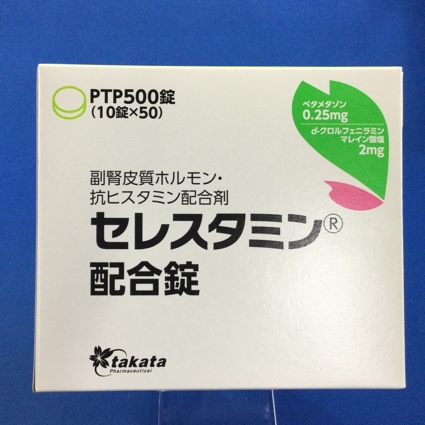 PTP500錠
(10錠×50)
ベタメタゾン
0.25mg
d-クロルフェニラミン
マレイン酸塩
2mg
副腎皮質ホルモン・
抗ヒスタミン配合剤
セレスタミン®
配合錠
takata
Pharmaceutical